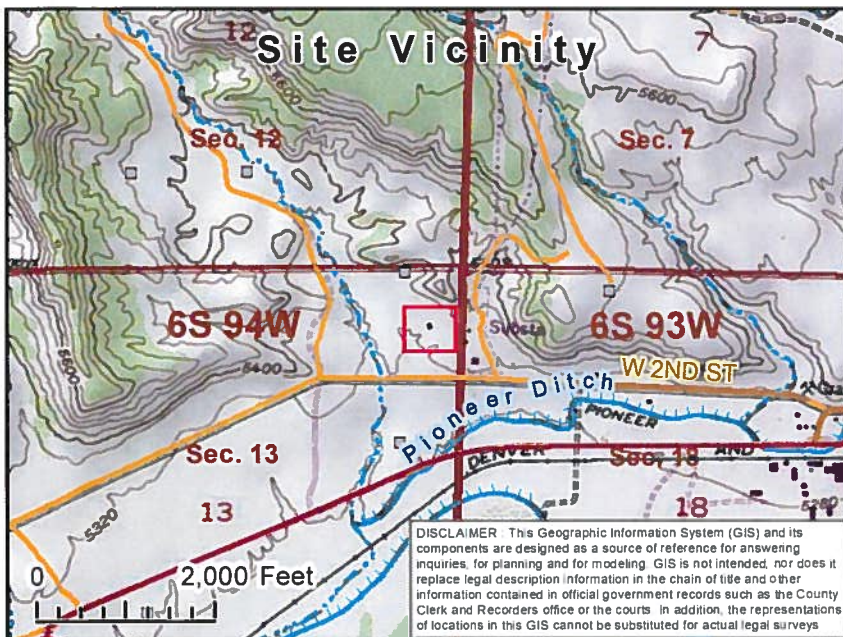 Site Vicinity
12
7
5600
5600
Sec. 12
Sec. 7
6S 94W
6S 93W
Substa
5600
5400
W 2ND ST
Pioneer Ditch
PIONEER
Sec. 13
DENVER
AND
Sec. 18
13
18
5320
5280
0 2,000 Feet
DISCLAIMER : This Geographic Information System (GIS) and its
components are designed as a source of reference for answering
inquiries, for planning and for modeling. GIS is not intended, nor does it
replace legal description information in the chain of title and other
information contained in official government records such as the County
Clerk and Recorders office or the courts. In addition, the representations
of locations in this GIS cannot be substituted for actual legal surveys